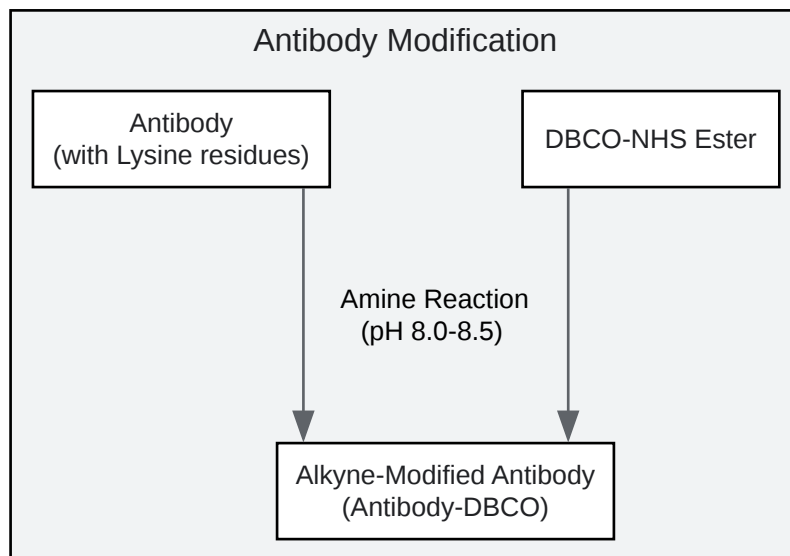 Antibody Modification
Antibody
(with Lysine residues)
DBCO-NHS Ester
Amine Reaction
(pH 8.0-8.5)
Alkyne-Modified Antibody
(Antibody-DBCO)